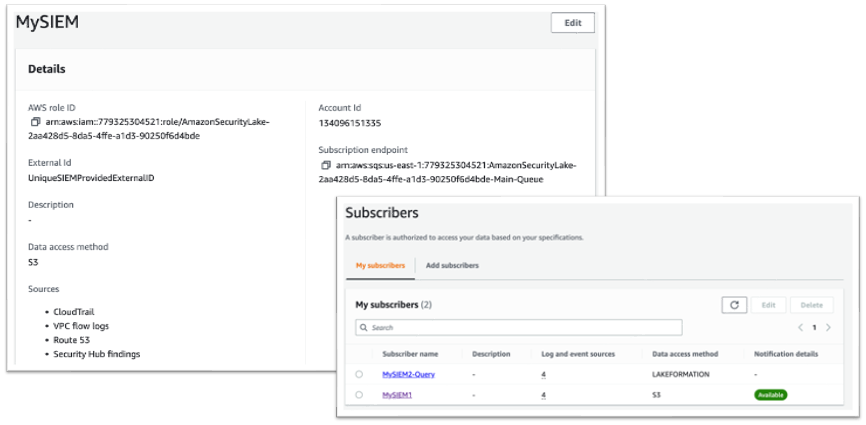 MySIEM
Edit
Details
AWS role ID
arn:aws:iam::779325304521:role/AmazonSecurityLake-
2aa428d5-8da5-4ffe-a1d3-90250f6d4bde
External Id
UniqueSIEMProvidedExternalID
Description
-
Data access method
S3
Sources
• CloudTrail
• VPC flow logs
• Route 53
• Security Hub findings
Account Id
134096151335
Subscription endpoint
arn:aws:sqs:us-east-1:779325304521:AmazonSecurityLake-
2aa428d5-8da5-4ffe-a1d3-90250f6d4bde-Main-Queue
Subscribers
A subscriber is authorized to access your data based on your specifications.
My subscribers Add subscribers
My subscribers (2)
Edit Delete
Search
1
Subscriber name Description Log and event sources Data access method Notification details
MySIEM2-Query - 4 LAKEFORMATION -
MySIEM1 - 4 S3 Available